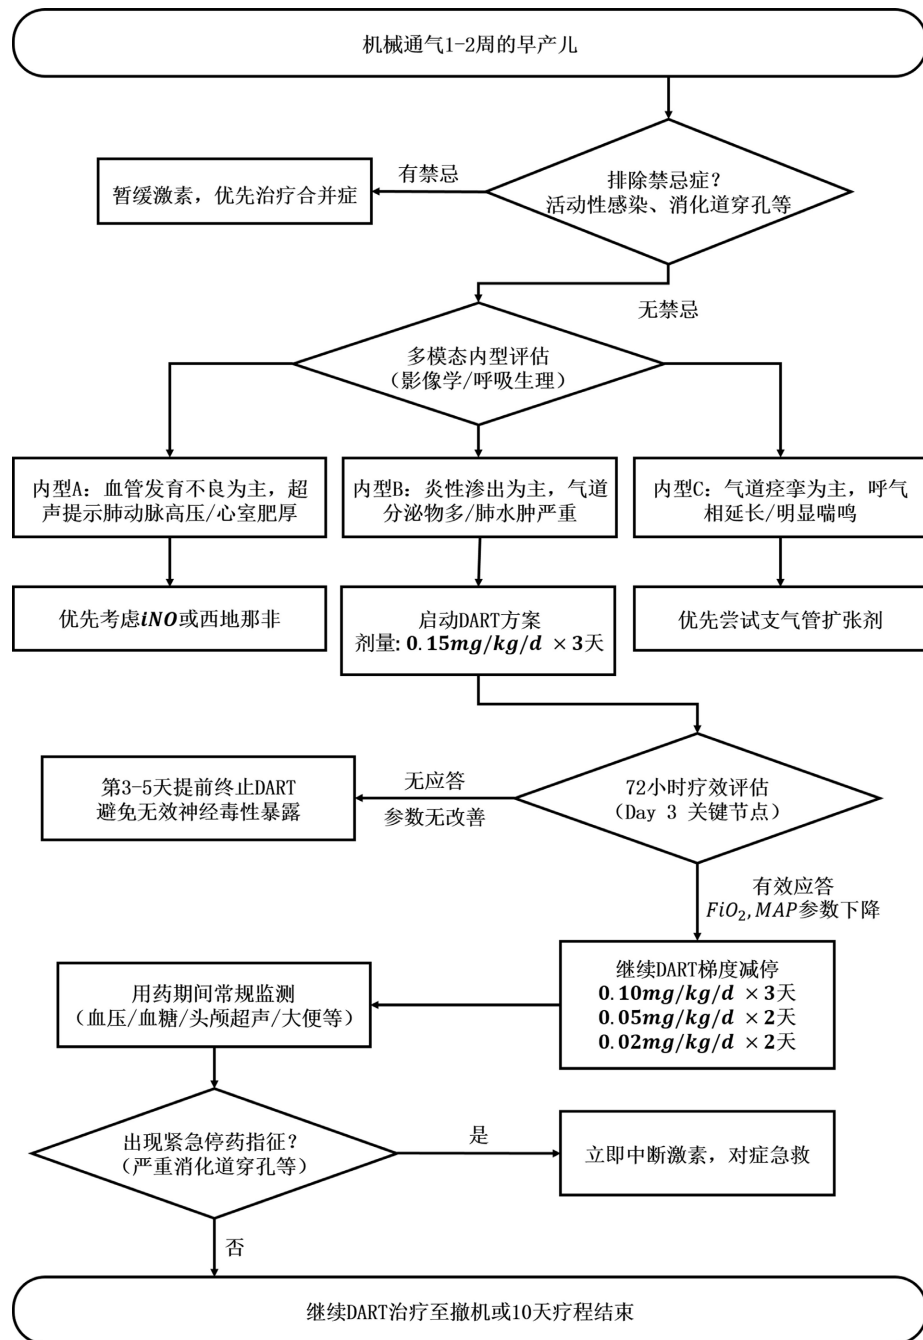 机械通气1-2周的早产儿
排除禁忌症？
活动性感染、消化道穿孔等
有禁忌
暂缓激素，优先治疗合并症
无禁忌
多模态内型评估
（影像学/呼吸生理）
内型A：血管发育不良为主，超
声提示肺动脉高压/心室肥厚
内型B：炎性渗出为主，气道
分泌物多/肺水肿严重
内型C：气道痉挛为主，呼气
相延长/明显喘鸣
优先考虑iNO或西地那非
启动DART方案
剂量: 0.15mg/kg/d ×3天
优先尝试支气管扩张剂
72小时疗效评估
（Day 3 关键节点）
无应答
参数无改善
第3-5天提前终止DART
避免无效神经毒性暴露
有效应答
FiO₂,MAP参数下降
继续DART梯度减停
0.10mg/kg/d ×3天
0.05mg/kg/d ×2天
0.02mg/kg/d ×2天
用药期间常规监测
（血压/血糖/头颅超声/大便等）
出现紧急停药指征？
（严重消化道穿孔等）
是
立即中断激素，对症急救
否
继续DART治疗至撤机或10天疗程结束